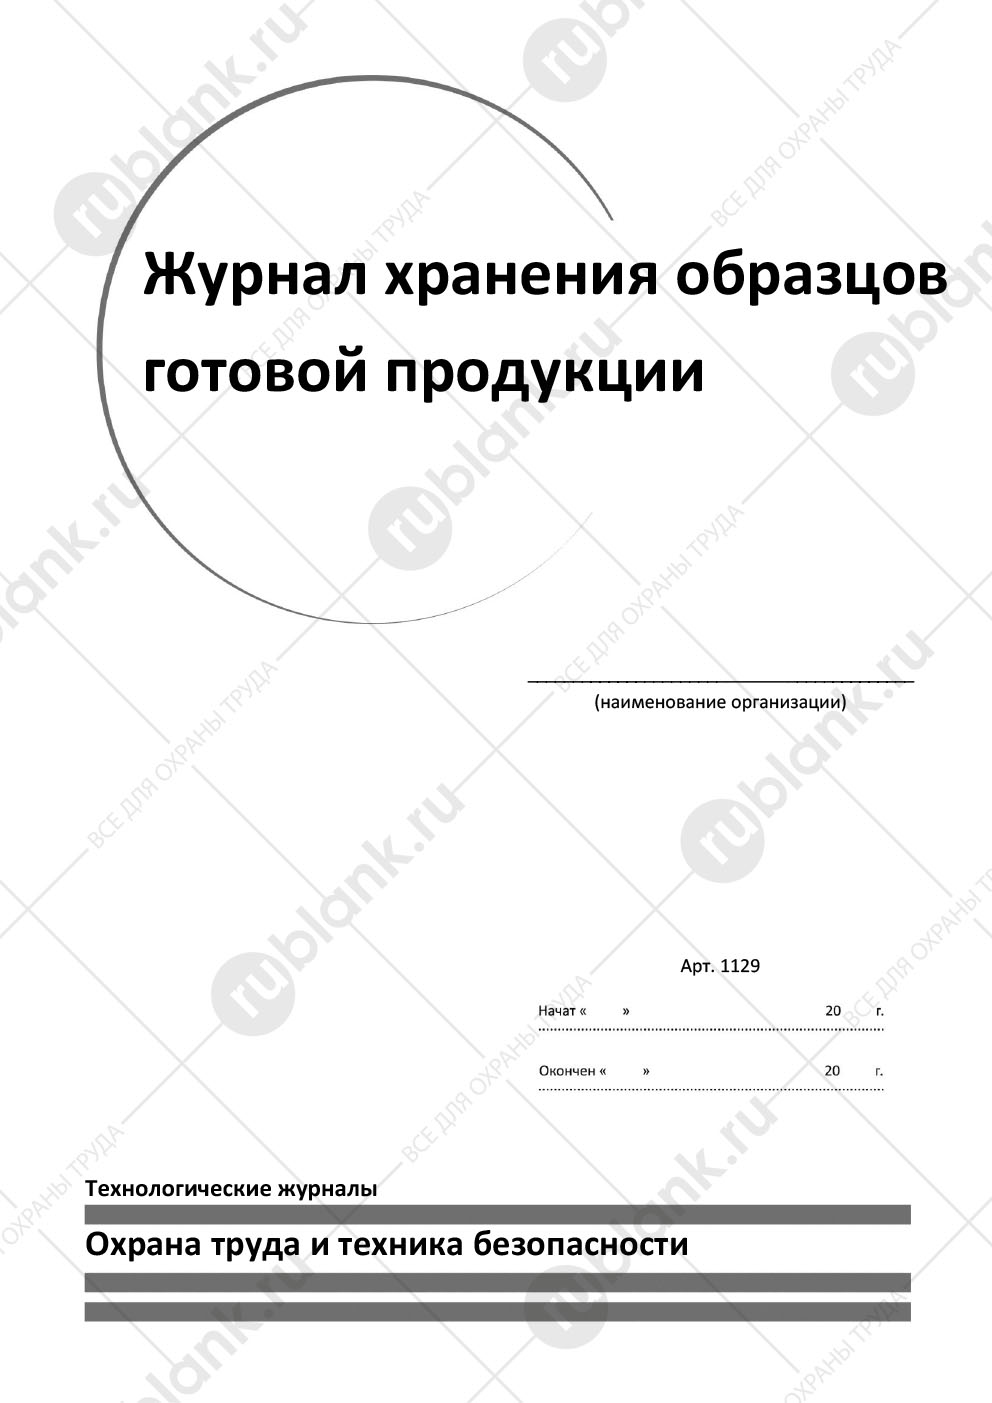 Журнал хранения образцов
готовой продукции
(наименование организации)
Арт. 1129
Начат « » 20 г.
Окончен « » 20 г.
Технологические журналы
Охрана труда и техника безопасности
rublank.ru
ВСЕ ДЛЯ ОХРАНЫ ТРУДА